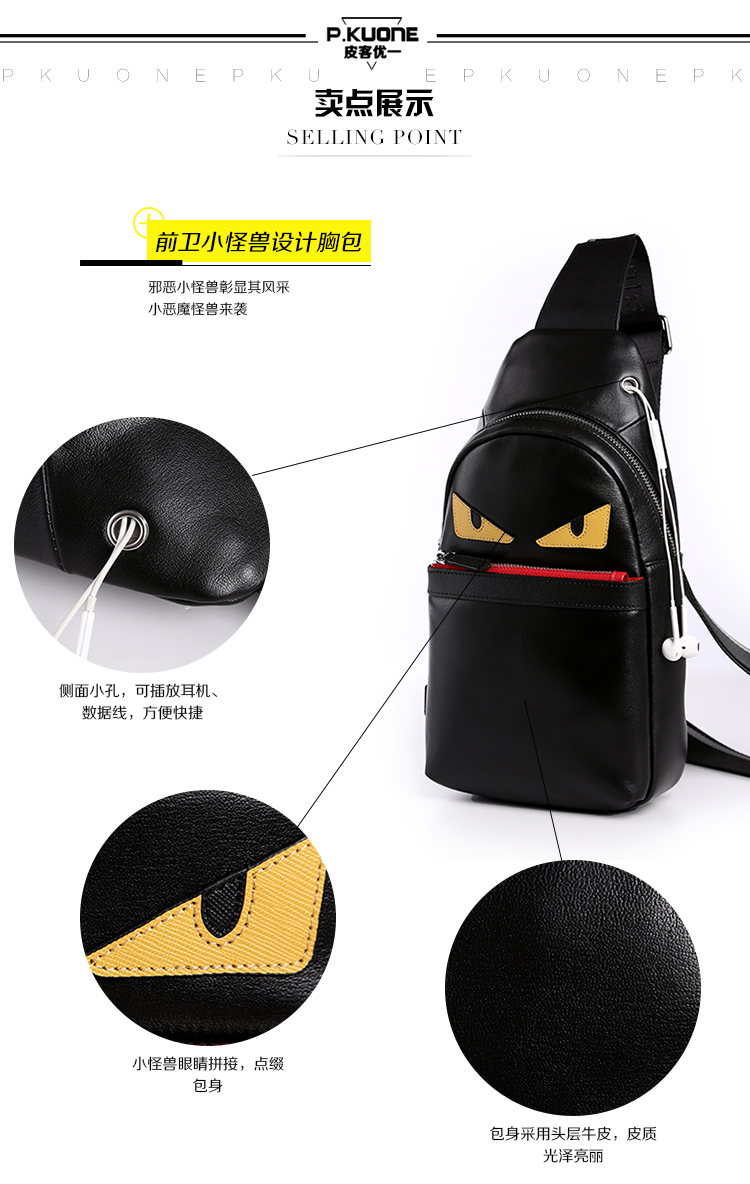 P.KUONE
皮客优一
P K U O N E P K U E P K U O N E P K
卖点展示
SELLING POINT
前卫小怪兽设计胸包
邪恶小怪兽彰显其风采
小恶魔怪兽来袭
侧面小孔，可插放耳机、
数据线，方便快捷
小怪兽眼睛拼接，点缀
包身
包身采用头层牛皮，皮质
光泽亮丽